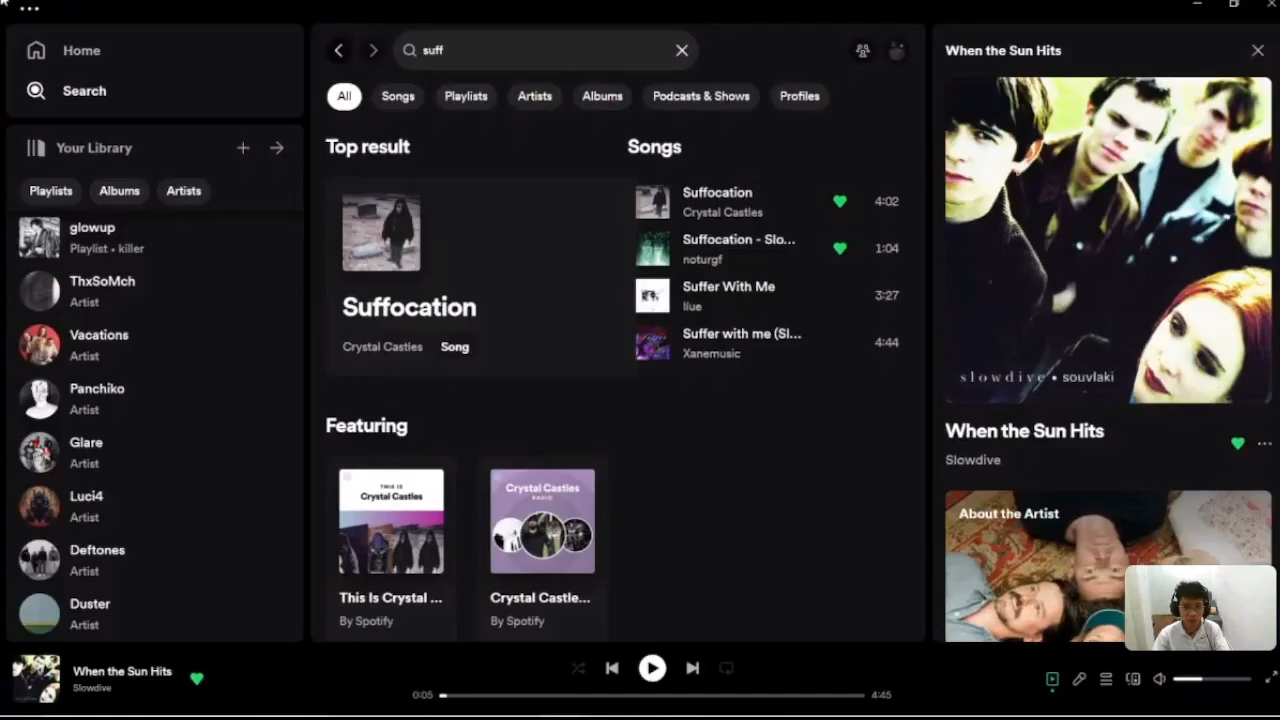 Home
Search
Your Library
Playlists
Albums
Artists
glowup
Playlist • killer
ThxSoMch
Artist
Vacations
Artist
Panchiko
Artist
Glare
Artist
Luci4
Artist
Deftones
Artist
Duster
Artist
suff
All
Songs
Playlists
Artists
Albums
Podcasts & Shows
Profiles
Top result
Suffocation
Crystal Castles
Song
Songs
Suffocation
Crystal Castles
4:02
Suffocation - Slo...
noturgf
1:04
Suffer With Me
líue
3:27
Suffer with me (Sl...
Xanemusic
4:44
Featuring
THIS IS
Crystal Castles
This Is Crystal ...
By Spotify
Crystal Castles
RADIO
Crystal Castle...
By Spotify
When the Sun Hits
slowdive • souvlaki
When the Sun Hits
Slowdive
About the Artist
When the Sun Hits
Slowdive
0:05
4:45